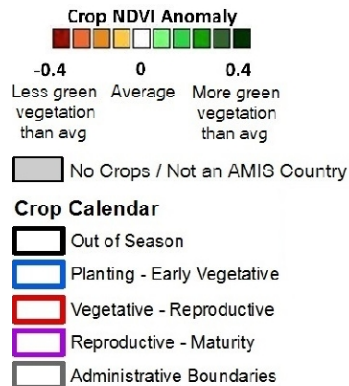 Crop NDVI Anomaly
-0.4 0 0.4
Less green Average More green
vegetation vegetation
than avg than avg
No Crops / Not an AMIS Country
Crop Calendar
Out of Season
Planting - Early Vegetative
Vegetative - Reproductive
Reproductive - Maturity
Administrative Boundaries